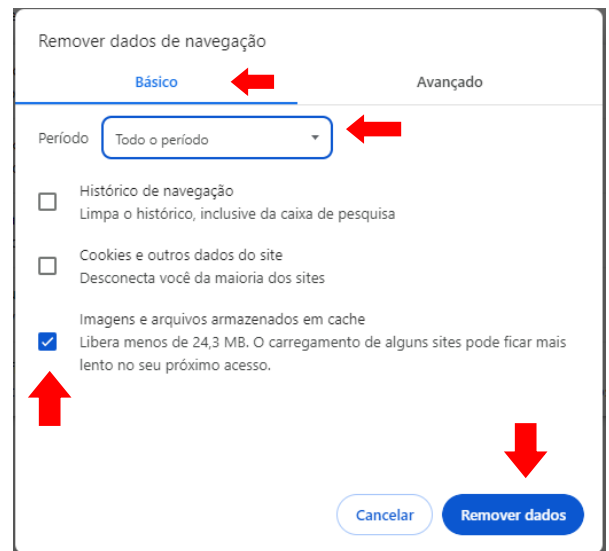 Remover dados de navegação
Básico
Avançado
Período
Todo o período
Histórico de navegação
Limpa o histórico, inclusive da caixa de pesquisa
Cookies e outros dados do site
Desconecta você da maioria dos sites
Imagens e arquivos armazenados em cache
Libera menos de 24,3 MB. O carregamento de alguns sites pode ficar mais
lento no seu próximo acesso.
Cancelar
Remover dados